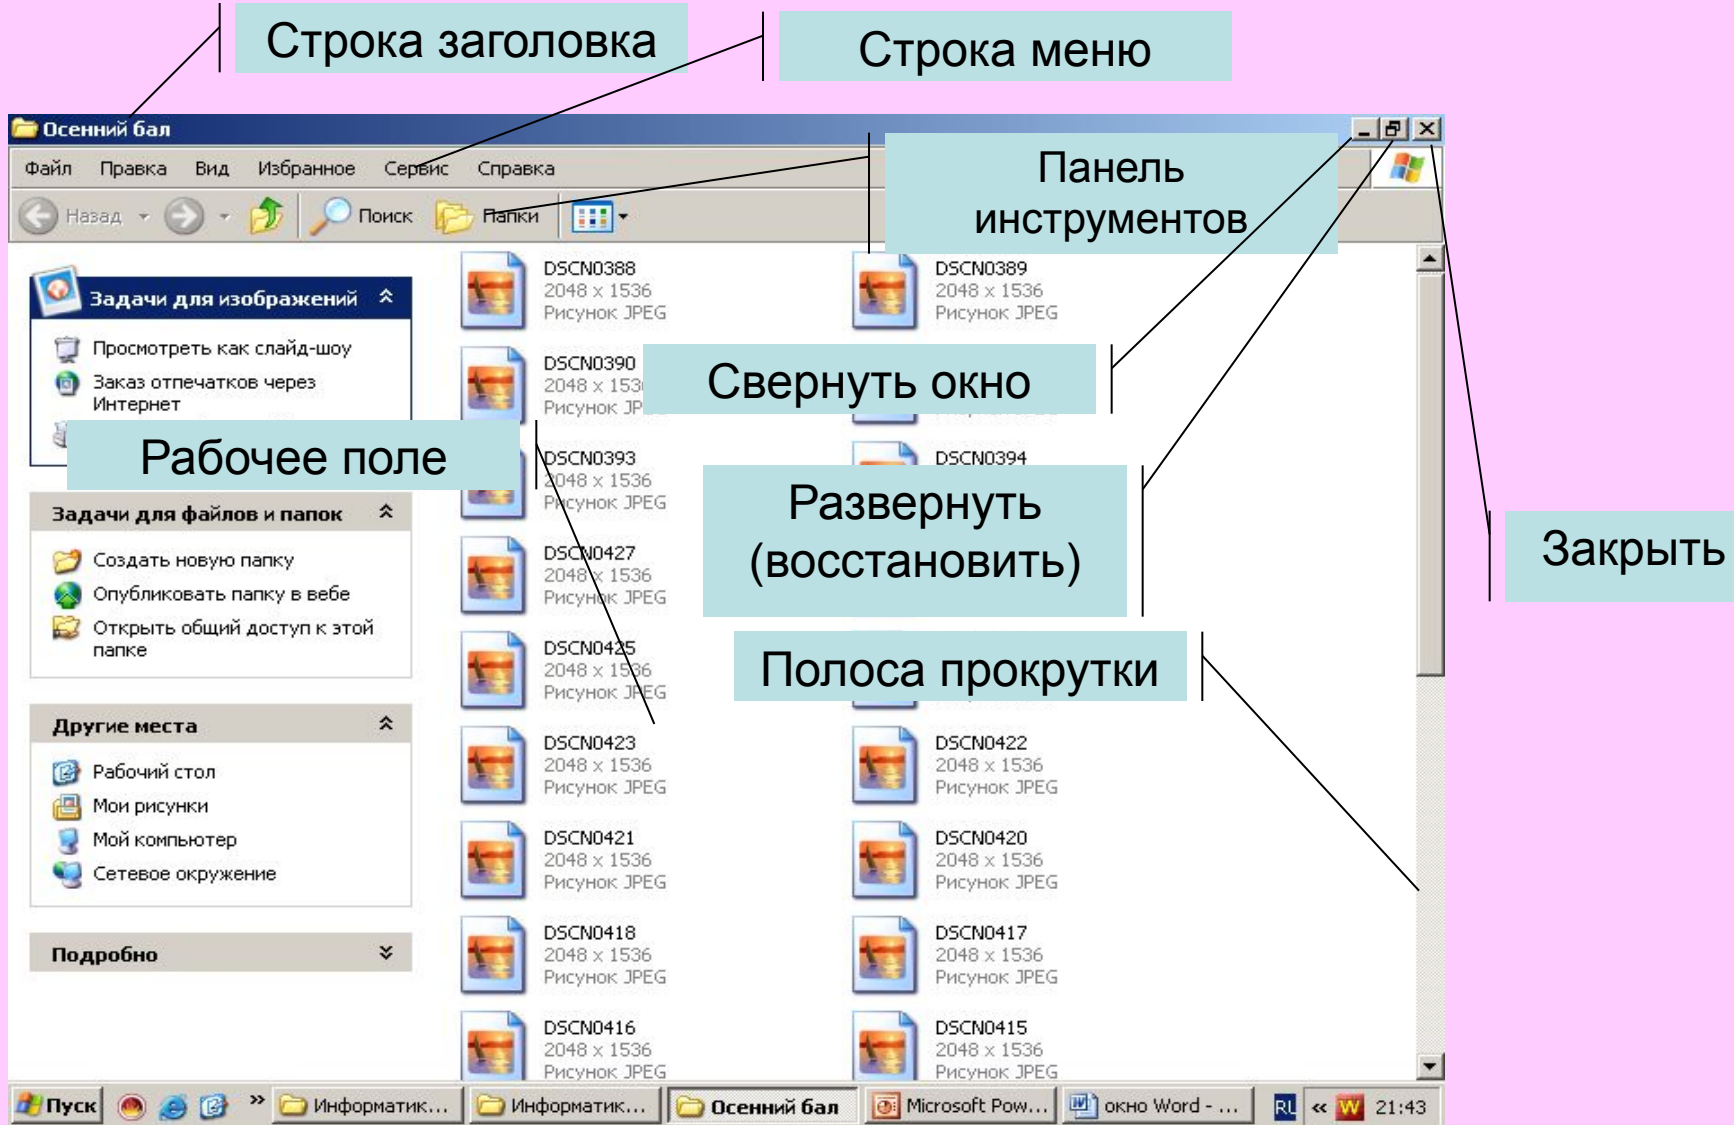 Строка заголовка
Строка меню
Осенний бал
Файл Правка Вид Избранное Сервис Справка
Панель
инструментов
Назад Поиск Папки
Задачи для изображений
Просмотреть как слайд-шоу
Заказ отпечатков через
Интернет
Рабочее поле
Задачи для файлов и папок
Создать новую папку
Опубликовать папку в вебе
Открыть общий доступ к этой
папке
Другие места
Рабочий стол
Мои рисунки
Мой компьютер
Сетевое окружение
Подробно
DSCN0388
2048 x 1536
Рисунок JPEG
DSCN0389
2048 x 1536
Рисунок JPEG
DSCN0390
2048 x 153
Рисунок JP
Свернуть окно
DSCN0393
2048 x 1536
Рисунок JPEG
DSCN0394
Развернуть
(восстановить)
Закрыть
DSCN0427
2048 x 1536
Рисунок JPEG
DSCN0425
2048 x 1536
Рисунок JPEG
Полоса прокрутки
DSCN0423
2048 x 1536
Рисунок JPEG
DSCN0422
2048 x 1536
Рисунок JPEG
DSCN0421
2048 x 1536
Рисунок JPEG
DSCN0420
2048 x 1536
Рисунок JPEG
DSCN0418
2048 x 1536
Рисунок JPEG
DSCN0417
2048 x 1536
Рисунок JPEG
DSCN0416
2048 x 1536
Рисунок JPEG
DSCN0415
2048 x 1536
Рисунок JPEG
Пуск » Информатик... Информатик... Осенний бал Microsoft Pow... окно Word - ... RU « W 21:43